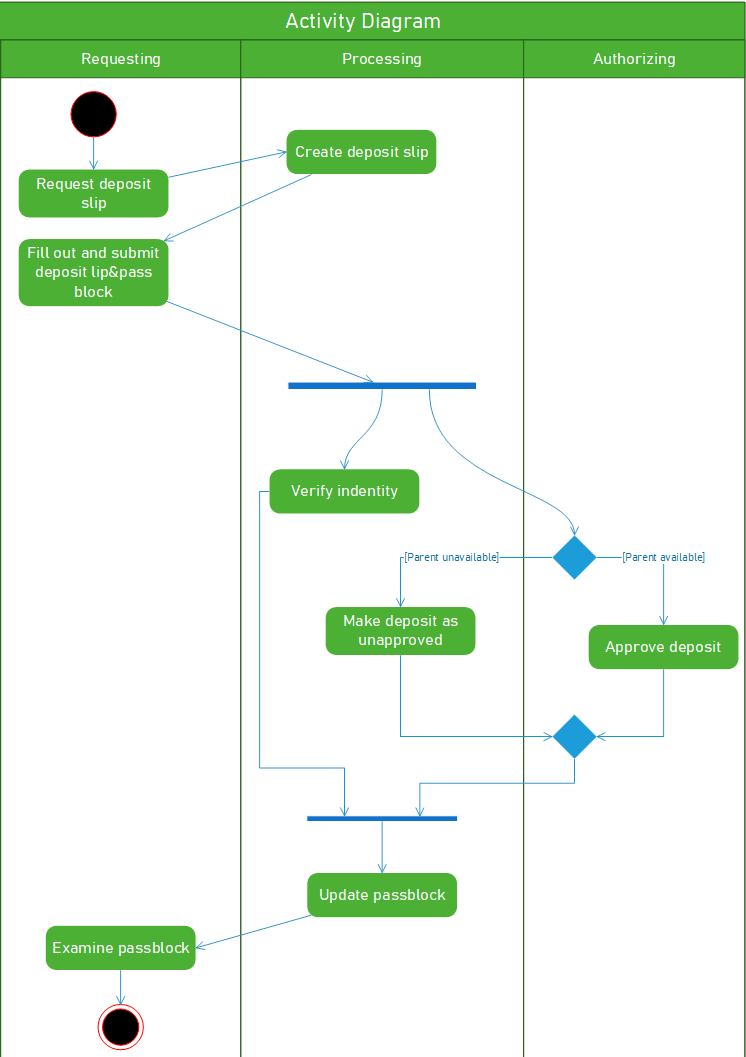 Activity Diagram
Requesting
Processing
Authorizing
Create deposit slip
Request deposit
slip
Fill out and submit
deposit lip&pass
block
Verify indentity
[Parent unavailable]
[Parent available]
Make deposit as
unapproved
Approve deposit
Update passblock
Examine passblock